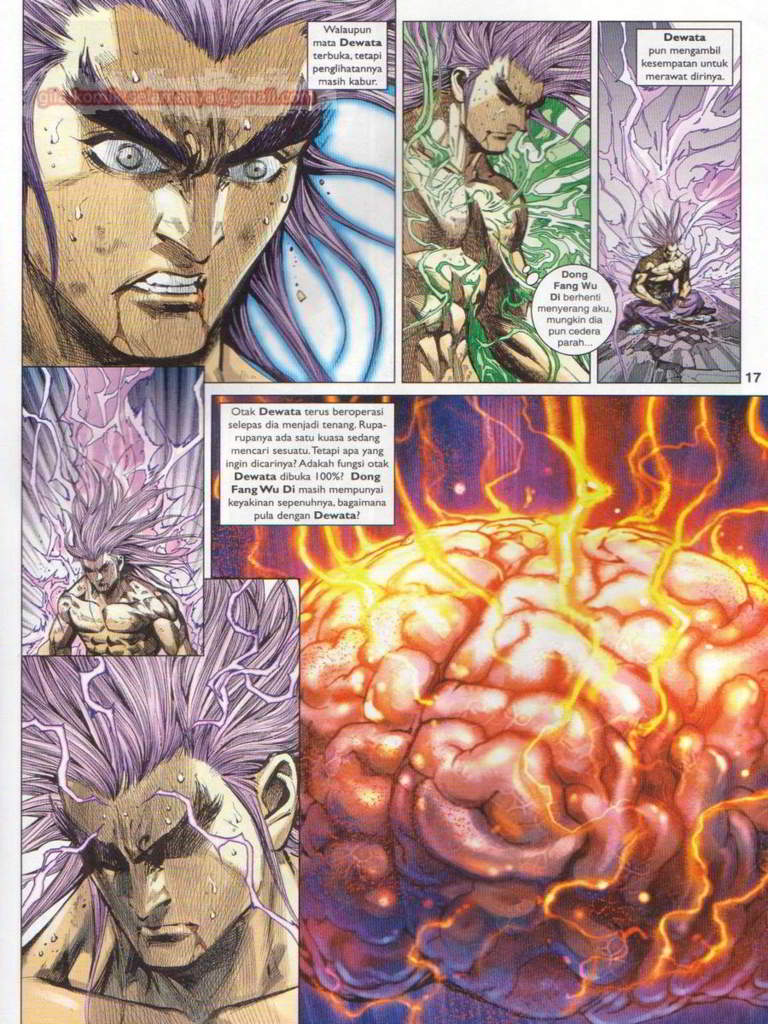 Walaupun
mata Dewata
terbuka, tetapi
penglihatannya
masih kabur.
Dewata
pun mengambil
kesempatan untuk
merawat dirinya.
Dong
Fang Wu
Di berhenti
menyerang aku,
mungkin dia
pun cedera
parah...
17
Otak Dewata terus beroperasi
selepas dia menjadi tenang. Rupa-
rupanya ada satu kuasa sedang
mencari sesuatu. Tetapi apa yang
ingin dicarinya? Adakah fungsi otak
Dewata dibuka 100%? Dong
Fang Wu Di masih mempunyai
keyakinan sepenuhnya, bagaimana
pula dengan Dewata?